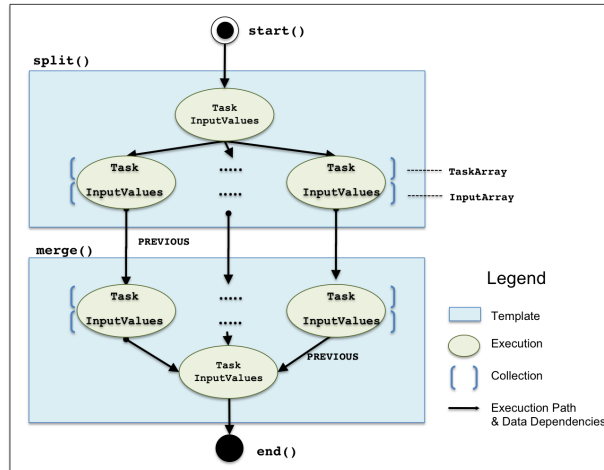 start()
split()
Task
InputValues
Task ..... Task
InputValues ..... InputValues
TaskArray
InputArray
PREVIOUS
merge()
Task ..... Task
InputValues ..... InputValues
PREVIOUS
Task
InputValues
end()
Legend
Template
Execution
Collection
Execution Path
& Data Dependencies